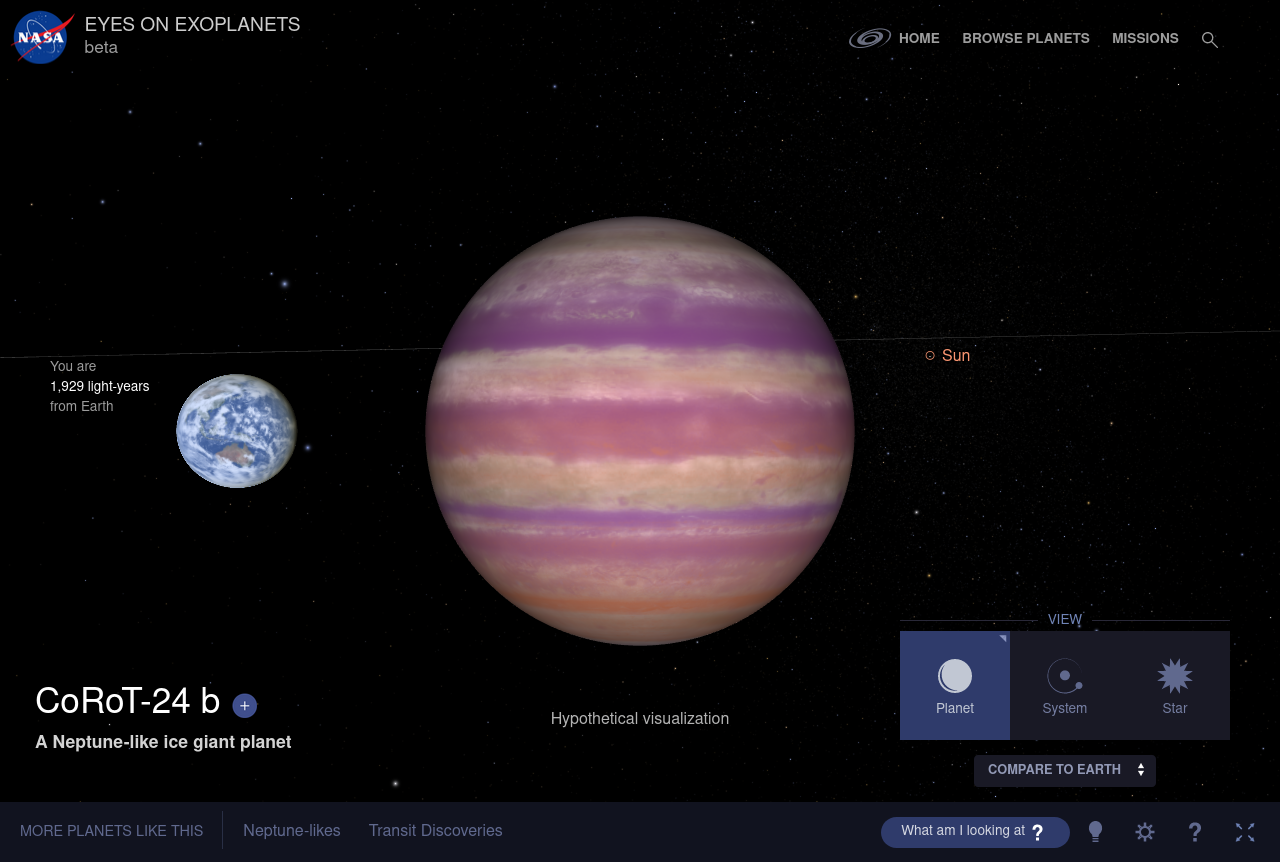 NASA
EYES ON EXOPLANETS
beta
HOME
BROWSE PLANETS
MISSIONS
You are
1,929 light-years
from Earth
Sun
VIEW
Planet
System
Star
CoRoT-24 b +
A Neptune-like ice giant planet
Hypothetical visualization
COMPARE TO EARTH
MORE PLANETS LIKE THIS
Neptune-likes
Transit Discoveries
What am I looking at ?
?